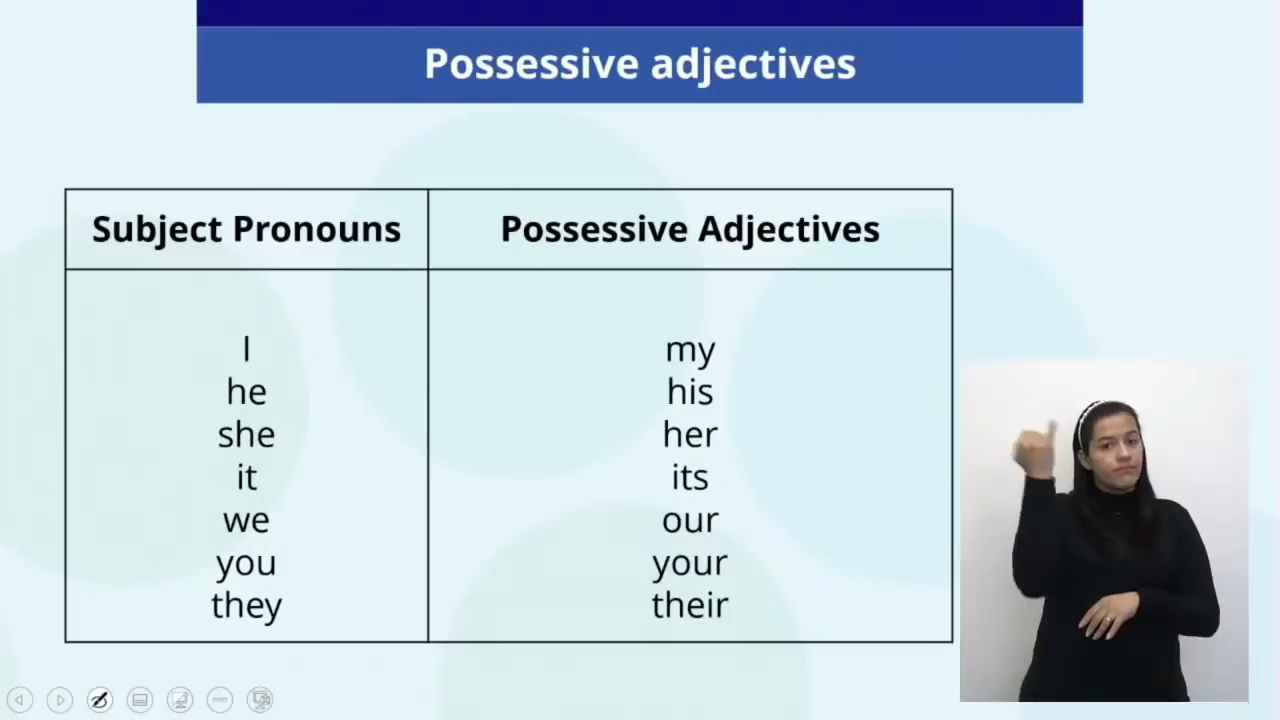 Possessive adjectives
Subject Pronouns Possessive Adjectives
I my
he his
she her
it its
we our
you your
they their